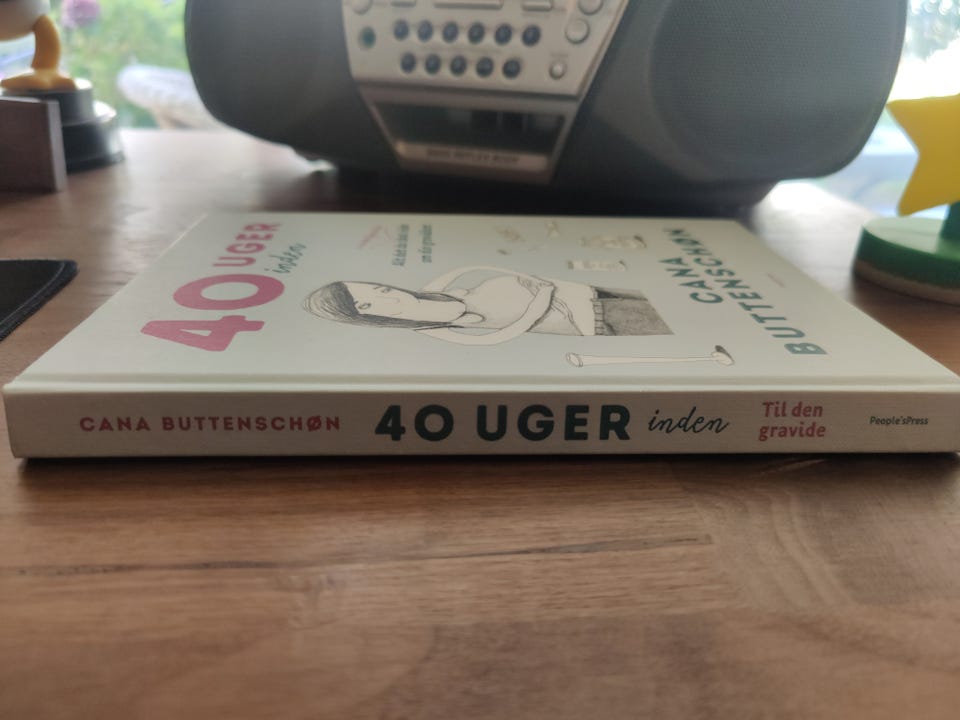 40 UGER
inden
CANA
BUTTENSCHØN
CANA BUTTENSCHØN 40 UGER inden Til den
gravide
People'sPress